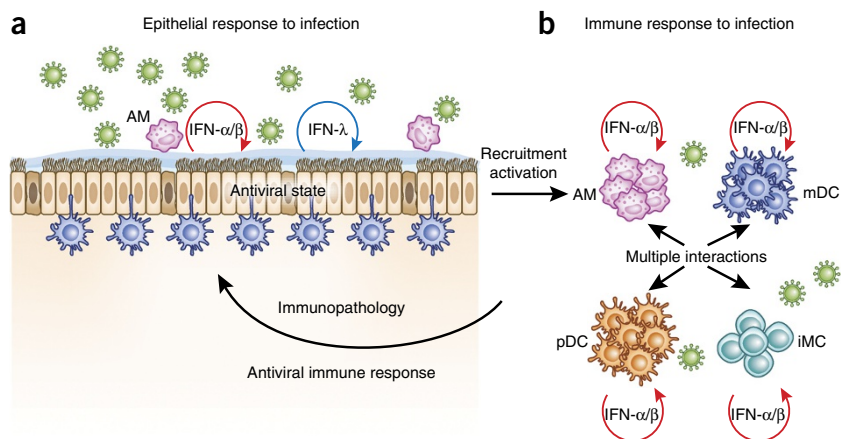 a
Epithelial response to infection
AM
IFN-α/β
IFN-λ
Antiviral state
Immunopathology
Antiviral immune response
Recruitment
activation
b
Immune response to infection
IFN-α/β
IFN-α/β
AM
mDC
Multiple interactions
pDC
iMC
IFN-α/β
IFN-α/β